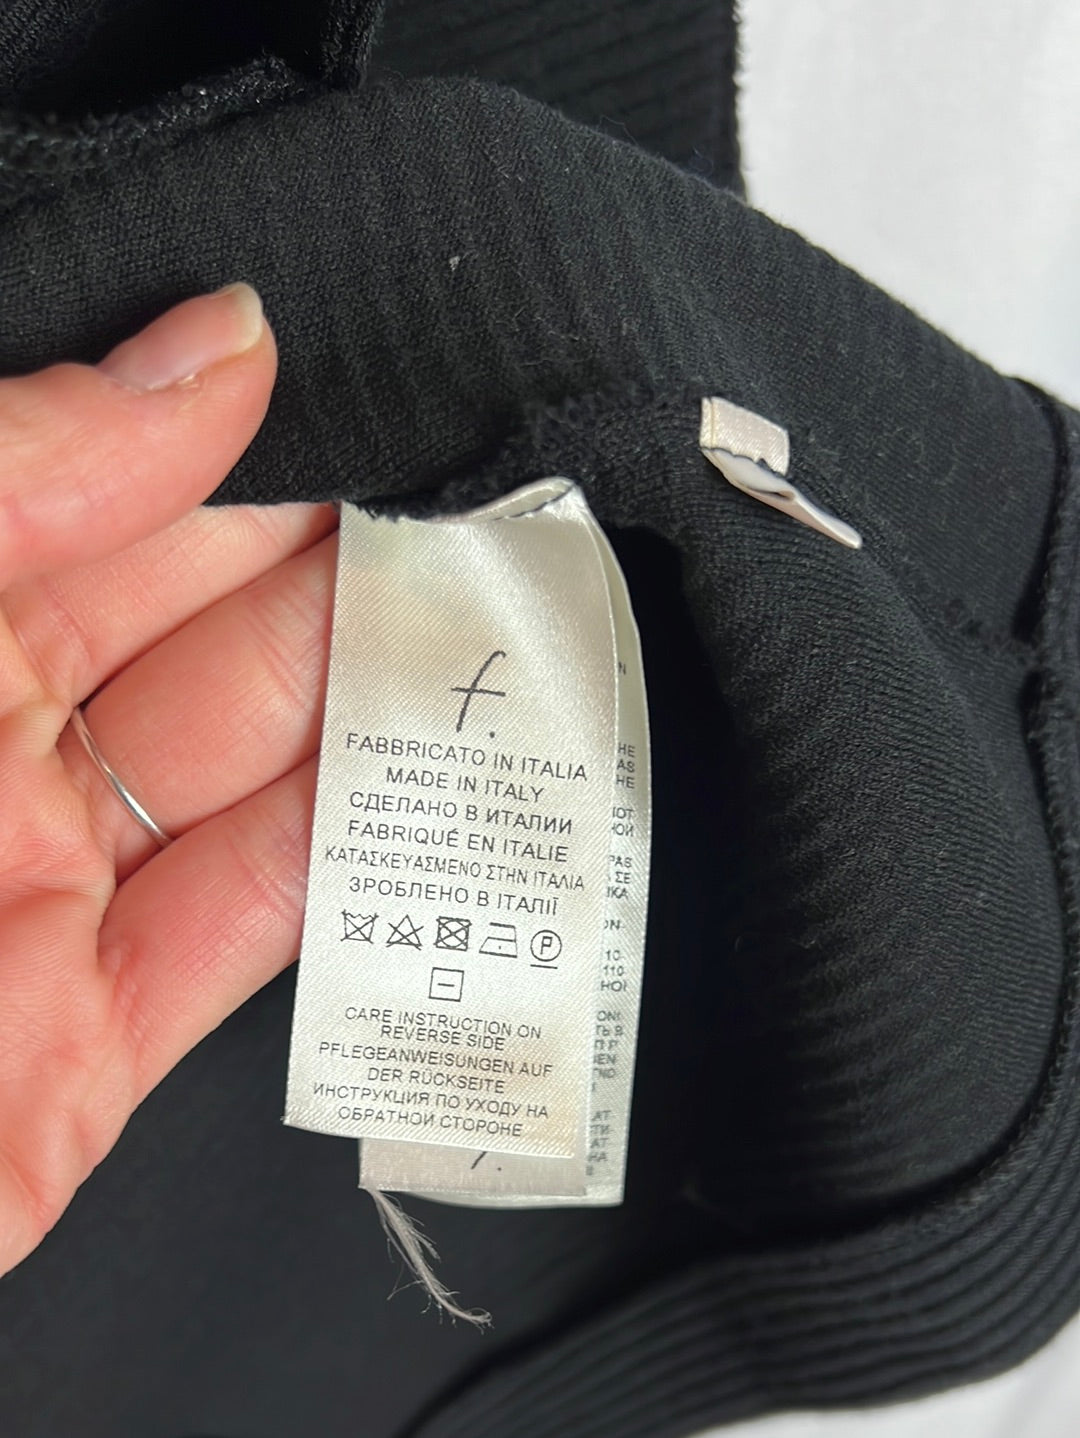 f.
FABBRICATO IN ITALIA
MADE IN ITALY
СДЕЛАНО В ИТАЛИИ
FABRIQUÉ EN ITALIE
ΚΑΤΑΣΚΕΥΑΣΜΕΝΟ ΣΤΗΝ ΙΤΑΛΙΑ
ЗРОБЛЕНО В ІТАЛІЇ
P
CARE INSTRUCTION ON
REVERSE SIDE
PFLEGEANWEISUNGEN AUF
DER RÜCKSEITE
ИНСТРУКЦИЯ ПО УХОДУ НА
ОБРАТНОЙ СТОРОНЕ